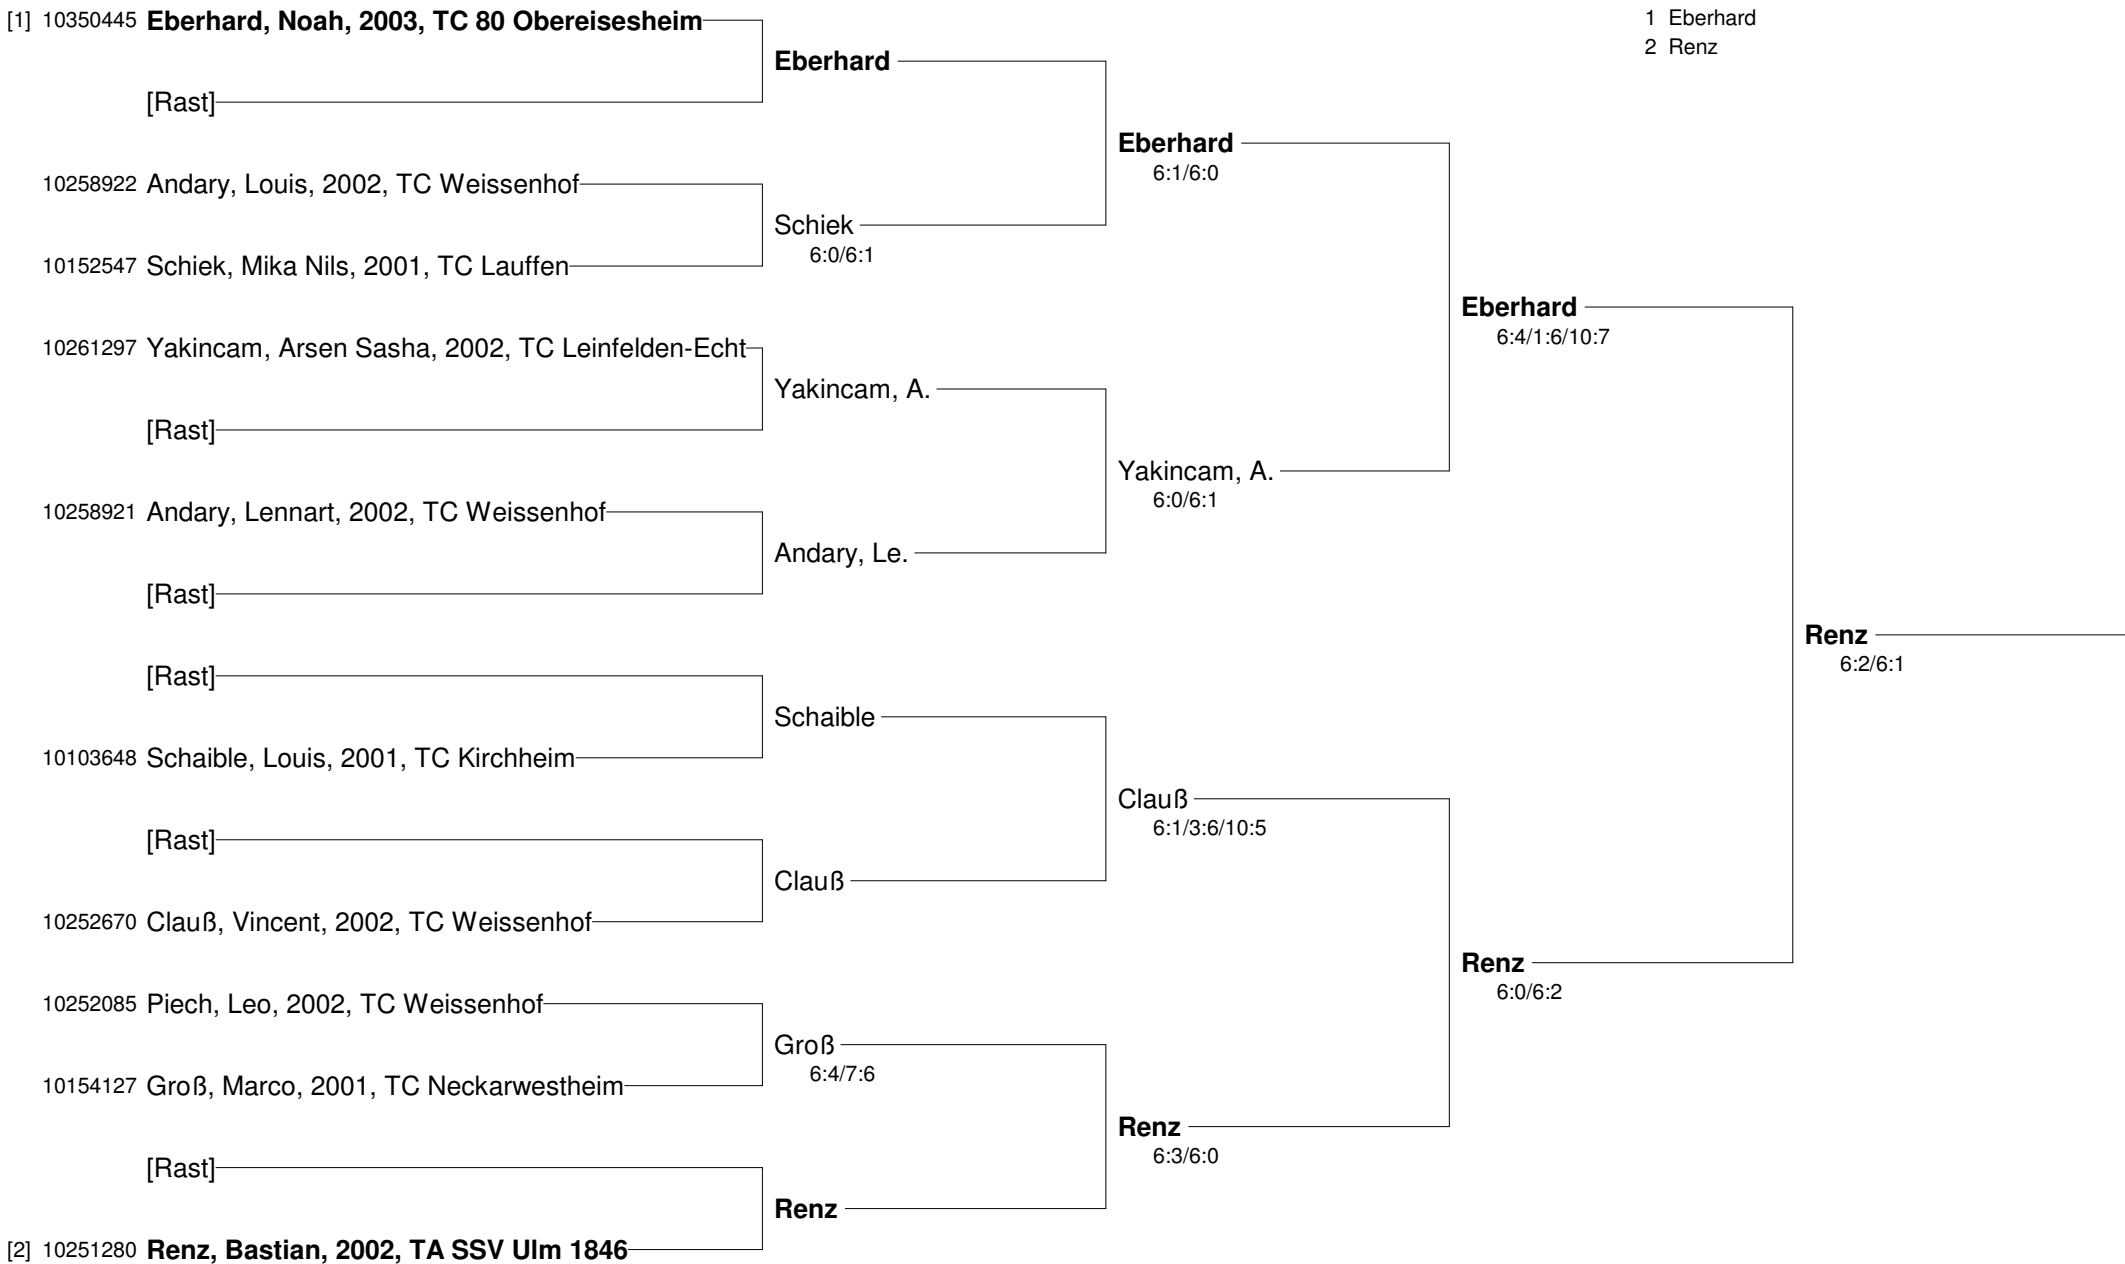 [1] 10350445 Eberhard, Noah, 2003, TC 80 Obereisesheim
1 Eberhard
2 Renz
Eberhard
[Rast]
Eberhard
6:1/6:0
10258922 Andary, Louis, 2002, TC Weissenhof
Schiek
6:0/6:1
10152547 Schiek, Mika Nils, 2001, TC Lauffen
Eberhard
6:4/1:6/10:7
10261297 Yakincam, Arsen Sasha, 2002, TC Leinfelden-Echt
Yakincam, A.
[Rast]
Yakincam, A.
6:0/6:1
10258921 Andary, Lennart, 2002, TC Weissenhof
Andary, Le.
[Rast]
Renz
6:2/6:1
[Rast]
Schaible
10103648 Schaible, Louis, 2001, TC Kirchheim
Clauß
6:1/3:6/10:5
[Rast]
Clauß
10252670 Clauß, Vincent, 2002, TC Weissenhof
Renz
6:0/6:2
10252085 Piech, Leo, 2002, TC Weissenhof
Groß
6:4/7:6
10154127 Groß, Marco, 2001, TC Neckarwestheim
Renz
6:3/6:0
[Rast]
Renz
[2] 10251280 Renz, Bastian, 2002, TA SSV Ulm 1846